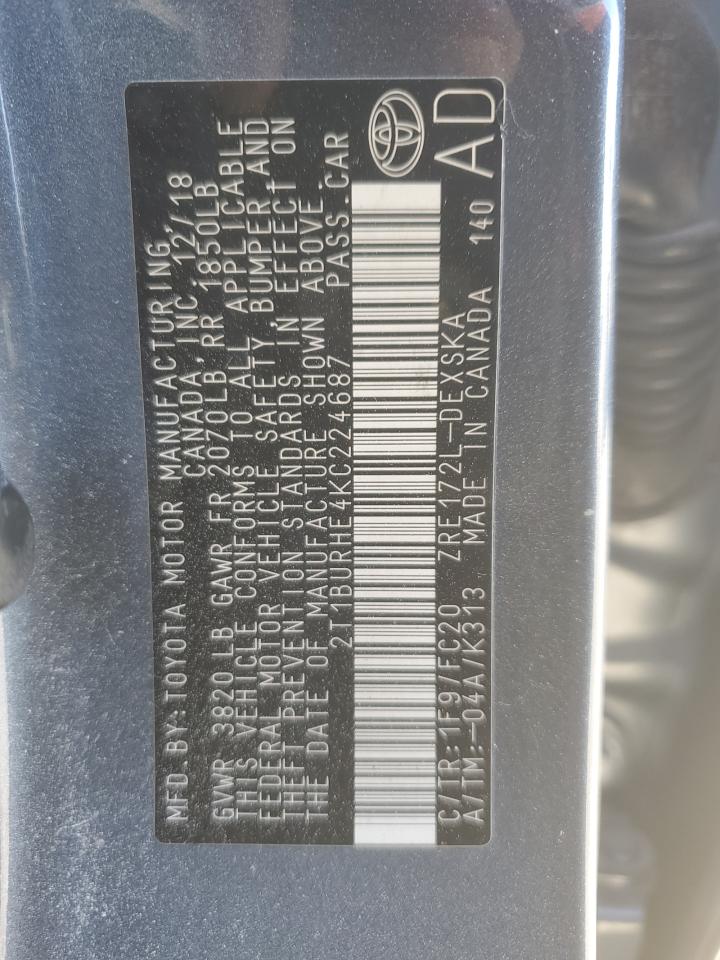 MFD.BY:TOYOTA MOTOR MANUFACTURING,
CANADA,INC. 12/18
GVWR 3820LB GAWR FR 2070LB RR 1850LB
THIS VEHICLE CONFORMS TO ALL APPLICABLE
FEDERAL MOTOR VEHICLE SAFETY,BUMPER,AND
THEFT PREVENTION STANDARDS IN EFFECT ON
THE DATE OF MANUFACTURE SHOWN ABOVE.
2T1BURHE4KC224687 PASS.CAR
C/TR:1F9/FC20 ZRE172L-DEXSKA
A/TM:-04A/K313 MADE IN CANADA 140
AD